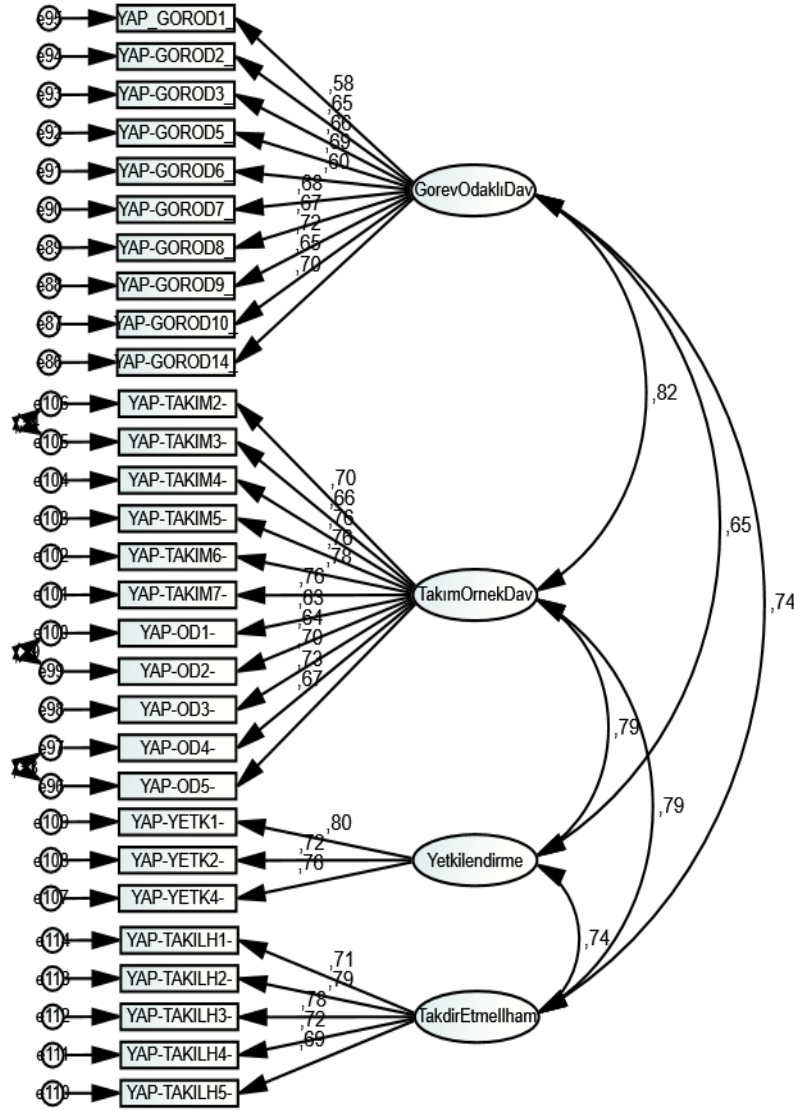 e95 YAP_GOROD1_
,58
e94 YAP-GOROD2_
,65
e93 YAP-GOROD3_
,66
e92 YAP-GOROD5_
,69
e91 YAP-GOROD6_
,60
GorevOdaklıDav
e90 YAP-GOROD7_
,68
,67
e89 YAP-GOROD8_
,72
e88 YAP-GOROD9_
,65
,70
e87 YAP-GOROD10_
e86 YAP-GOROD14_
,82
e106 YAP-TAKIM2-
e105 YAP-TAKIM3-
e104 YAP-TAKIM4-
,70
,66
e103 YAP-TAKIM5-
,76
,76
,65
e102 YAP-TAKIM6-
,78
,76
e101 YAP-TAKIM7-
TakımOrnekDav
,74
e100 YAP-OD1-
,64
e99 YAP-OD2-
,70
,73
,67
e98 YAP-OD3-
,79
e97 YAP-OD4-
e96 YAP-OD5-
,79
e109 YAP-YETK1-
,80
,72
e108 YAP-YETK2-
Yetkilendirme
e107 YAP-YETK4-
,74
e114 YAP-TAKILH1-
,71
e113 YAP-TAKILH2-
,79
,78
e112 YAP-TAKILH3-
TakdirEtmeIlham
,72
e111 YAP-TAKILH4-
,69
e110 YAP-TAKILH5-